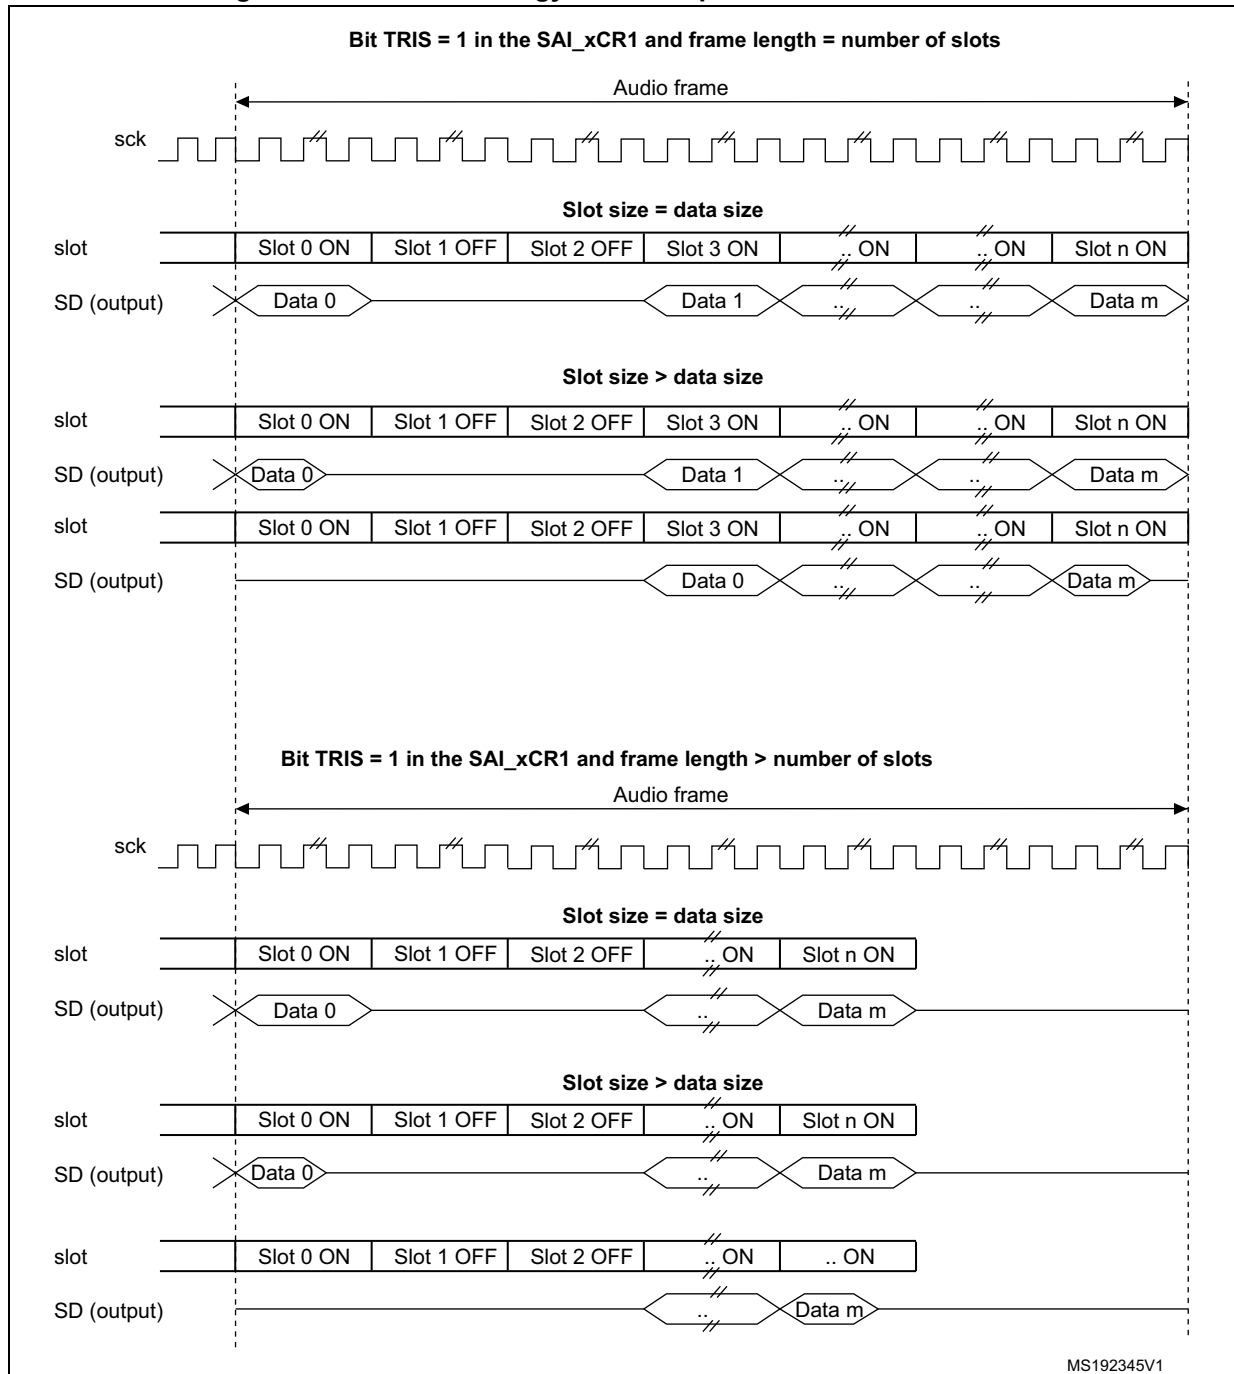 Bit TRIS = 1 in the SAI_xCR1 and frame length = number of slots
Audio frame
sck
Slot size = data size
slot Slot 0 ON Slot 1 OFF Slot 2 OFF Slot 3 ON .. ON .. ON Slot n ON
SD (output) Data 0 Data 1 .. .. Data m
Slot size > data size
slot Slot 0 ON Slot 1 OFF Slot 2 OFF Slot 3 ON .. ON .. ON Slot n ON
SD (output) Data 0 Data 1 .. .. Data m
slot Slot 0 ON Slot 1 OFF Slot 2 OFF Slot 3 ON .. ON .. ON Slot n ON
SD (output) Data 0 .. .. Data m
Bit TRIS = 1 in the SAI_xCR1 and frame length > number of slots
Audio frame
sck
Slot size = data size
slot Slot 0 ON Slot 1 OFF Slot 2 OFF .. ON Slot n ON
SD (output) Data 0 .. Data m
Slot size > data size
slot Slot 0 ON Slot 1 OFF Slot 2 OFF .. ON Slot n ON
SD (output) Data 0 .. Data m
slot Slot 0 ON Slot 1 OFF Slot 2 OFF .. ON .. ON
SD (output) .. Data m
MS192345V1